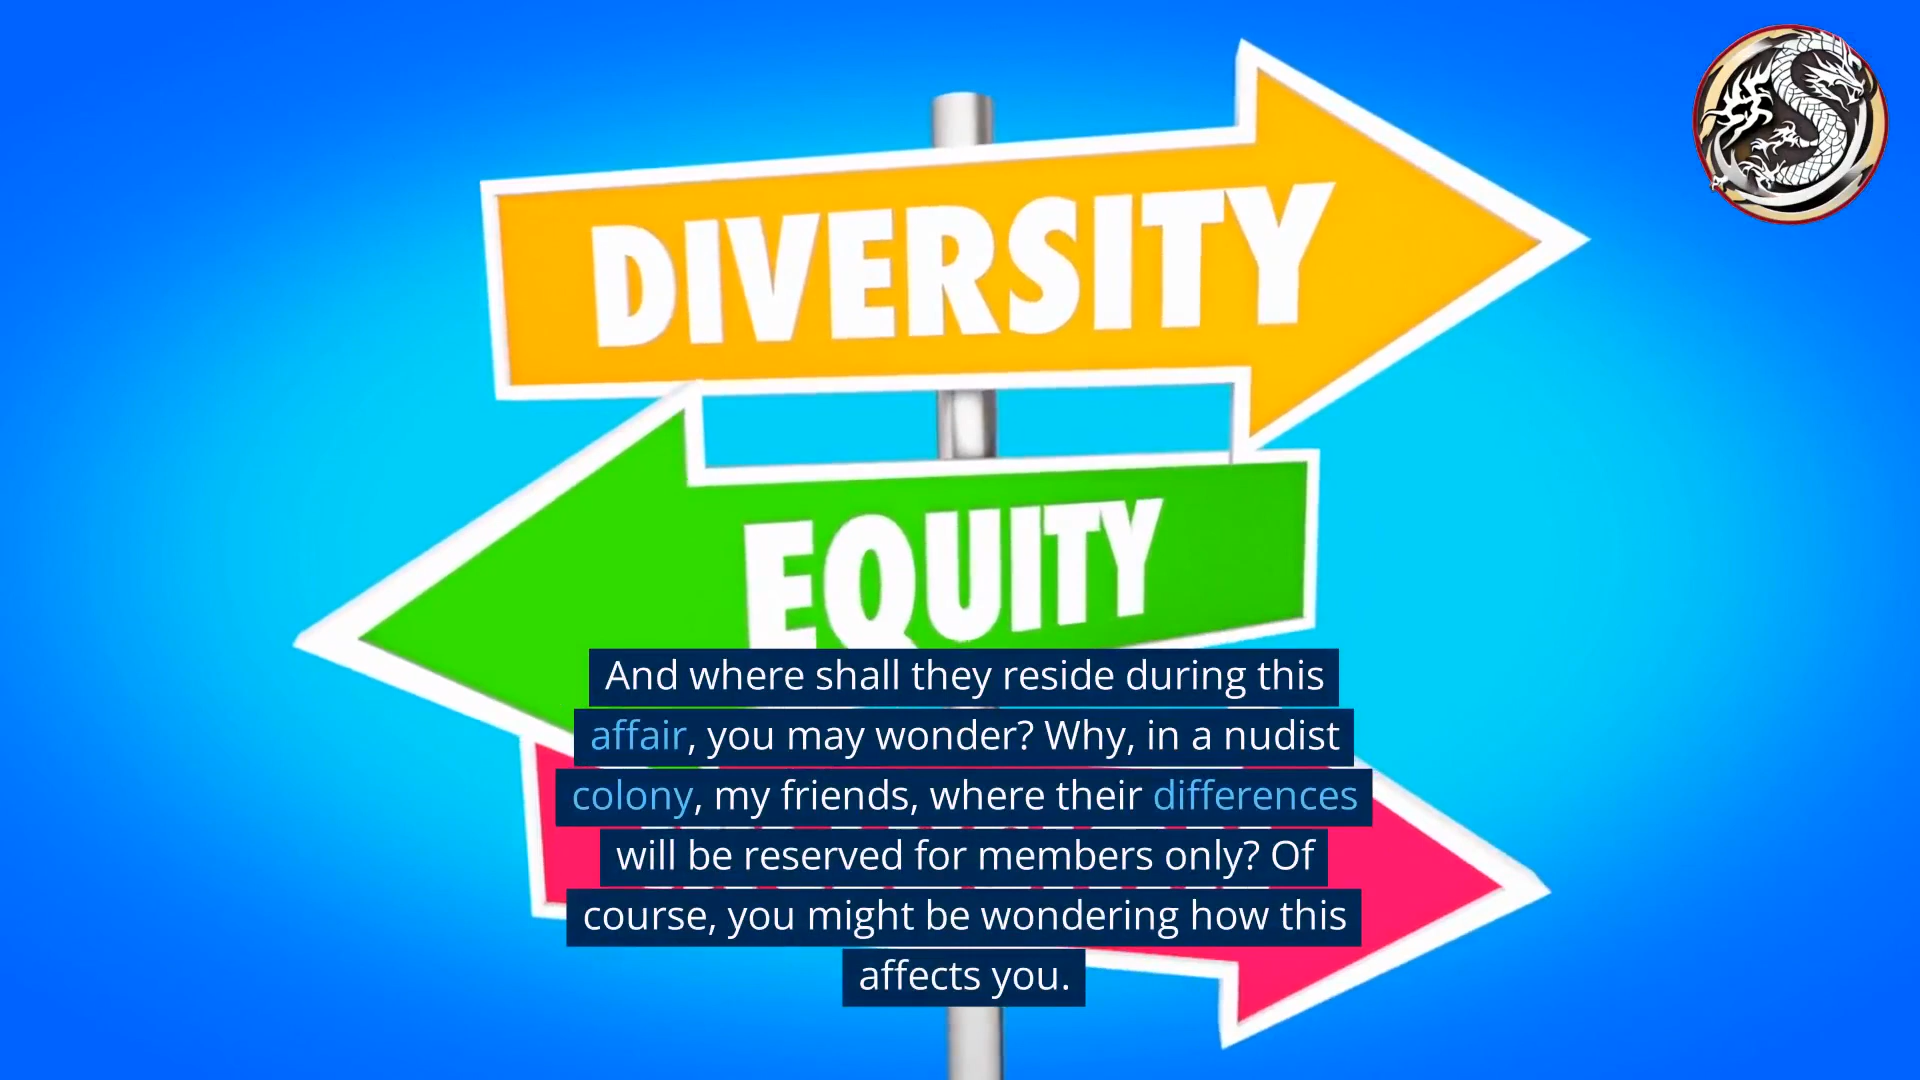 DIVERSITY
EQUITY
And where shall they reside during this
affair, you may wonder? Why, in a nudist
colony, my friends, where their differences
will be reserved for members only? Of
course, you might be wondering how this
affects you.